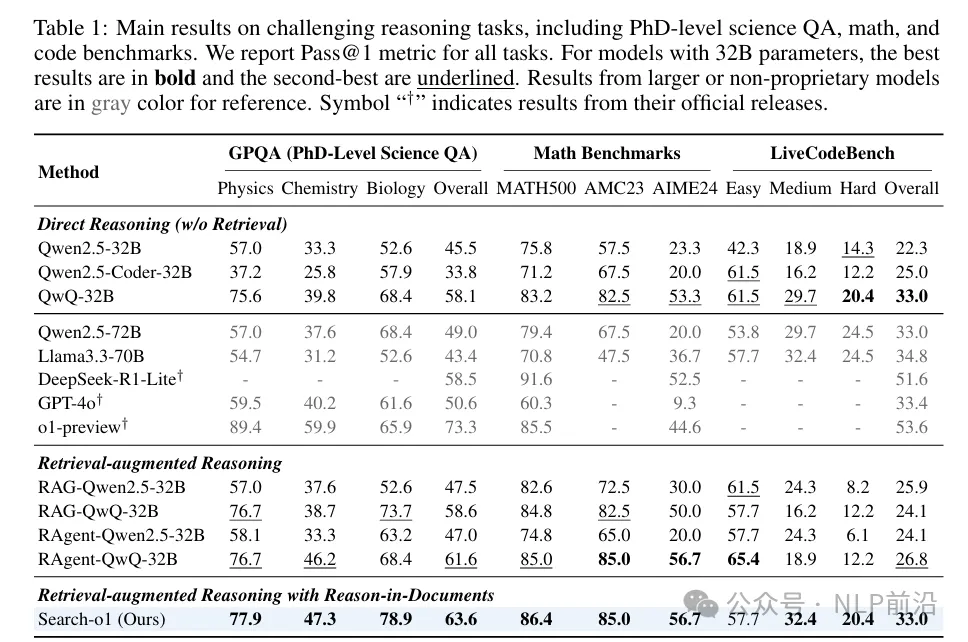 Table 1: Main results on challenging reasoning tasks, including PhD-level science QA, math, and
code benchmarks. We report Pass@1 metric for all tasks. For models with 32B parameters, the best
results are in bold and the second-best are underlined. Results from larger or non-proprietary models
are in gray color for reference. Symbol “†” indicates results from their official releases.
Method GPQA (PhD-Level Science QA) Math Benchmarks LiveCodeBench
Physics Chemistry Biology Overall MATH500 AMC23 AIME24 Easy Medium Hard Overall
Direct Reasoning (w/o Retrieval)
Qwen2.5-32B 57.0 33.3 52.6 45.5 75.8 57.5 23.3 42.3 18.9 14.3 22.3
Qwen2.5-Coder-32B 37.2 25.8 57.9 33.8 71.2 67.5 20.0 61.5 16.2 12.2 25.0
QwQ-32B 75.6 39.8 68.4 58.1 83.2 82.5 53.3 61.5 29.7 20.4 33.0
Qwen2.5-72B 57.0 37.6 68.4 49.0 79.4 67.5 20.0 53.8 29.7 24.5 33.0
Llama3.3-70B 54.7 31.2 52.6 43.4 70.8 47.5 36.7 57.7 32.4 24.5 34.8
DeepSeek-R1-Lite† - - - 58.5 91.6 - 52.5 - - - 51.6
GPT-4o† 59.5 40.2 61.6 50.6 60.3 - 9.3 - - - 33.4
o1-preview† 89.4 59.9 65.9 73.3 85.5 - 44.6 - - - 53.6
Retrieval-augmented Reasoning
RAG-Qwen2.5-32B 57.0 37.6 52.6 47.5 82.6 72.5 30.0 61.5 24.3 8.2 25.9
RAG-QwQ-32B 76.7 38.7 73.7 58.6 84.8 82.5 50.0 57.7 16.2 12.2 24.1
RAgent-Qwen2.5-32B 58.1 33.3 63.2 47.0 74.8 65.0 20.0 57.7 24.3 6.1 24.1
RAgent-QwQ-32B 76.7 46.2 68.4 61.6 85.0 85.0 56.7 65.4 18.9 12.2 26.8
Retrieval-augmented Reasoning with Reason-in-Documents
Search-o1 (Ours) 77.9 47.3 78.9 63.6 86.4 85.0 56.7 57.7 32.4 20.4 33.0
公众号 · NLP前沿